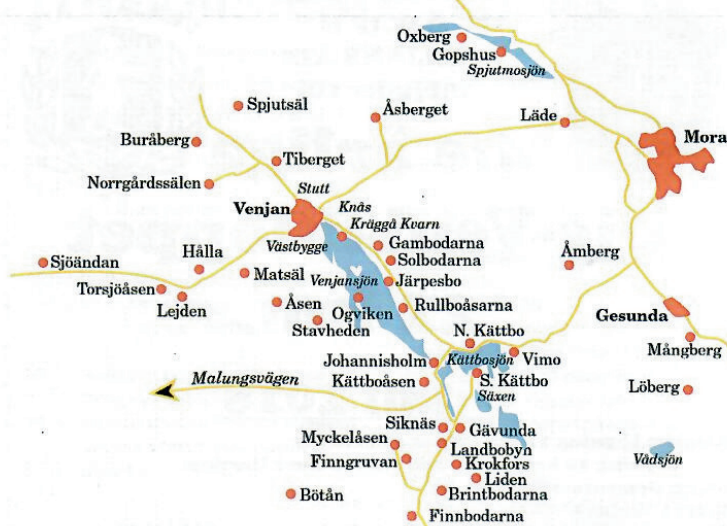 Oxberg
Gopshus
Spjutmosjön
Spjutsäl
Åsberget
Läde
Mora
Buråberg
Tiberget
Norrgårdssälen
Stutt
Venjan
Knås
Kräggå Kvarn
Västbygge
Gambodarna
Solbodarna
Åmberg
Sjöändan
Hålla
Matsäl
Venjansjön
Järpesbo
Torsjöåsen
Lejden
Åsen
Ogviken
Rullboåsarna
Stavheden
Gesunda
N. Kättbo
Mångberg
Johannisholm
Kättbosjön
Vimo
Malungsvägen
Kättboåsen
S. Kättbo
Säxen
Löberg
Siknäs
Gävunda
Myckelåsen
Landbobyn
Finngruvan
Krokfors
Vådsjön
Liden
Bötån
Brintbodarna
Finnbodarna